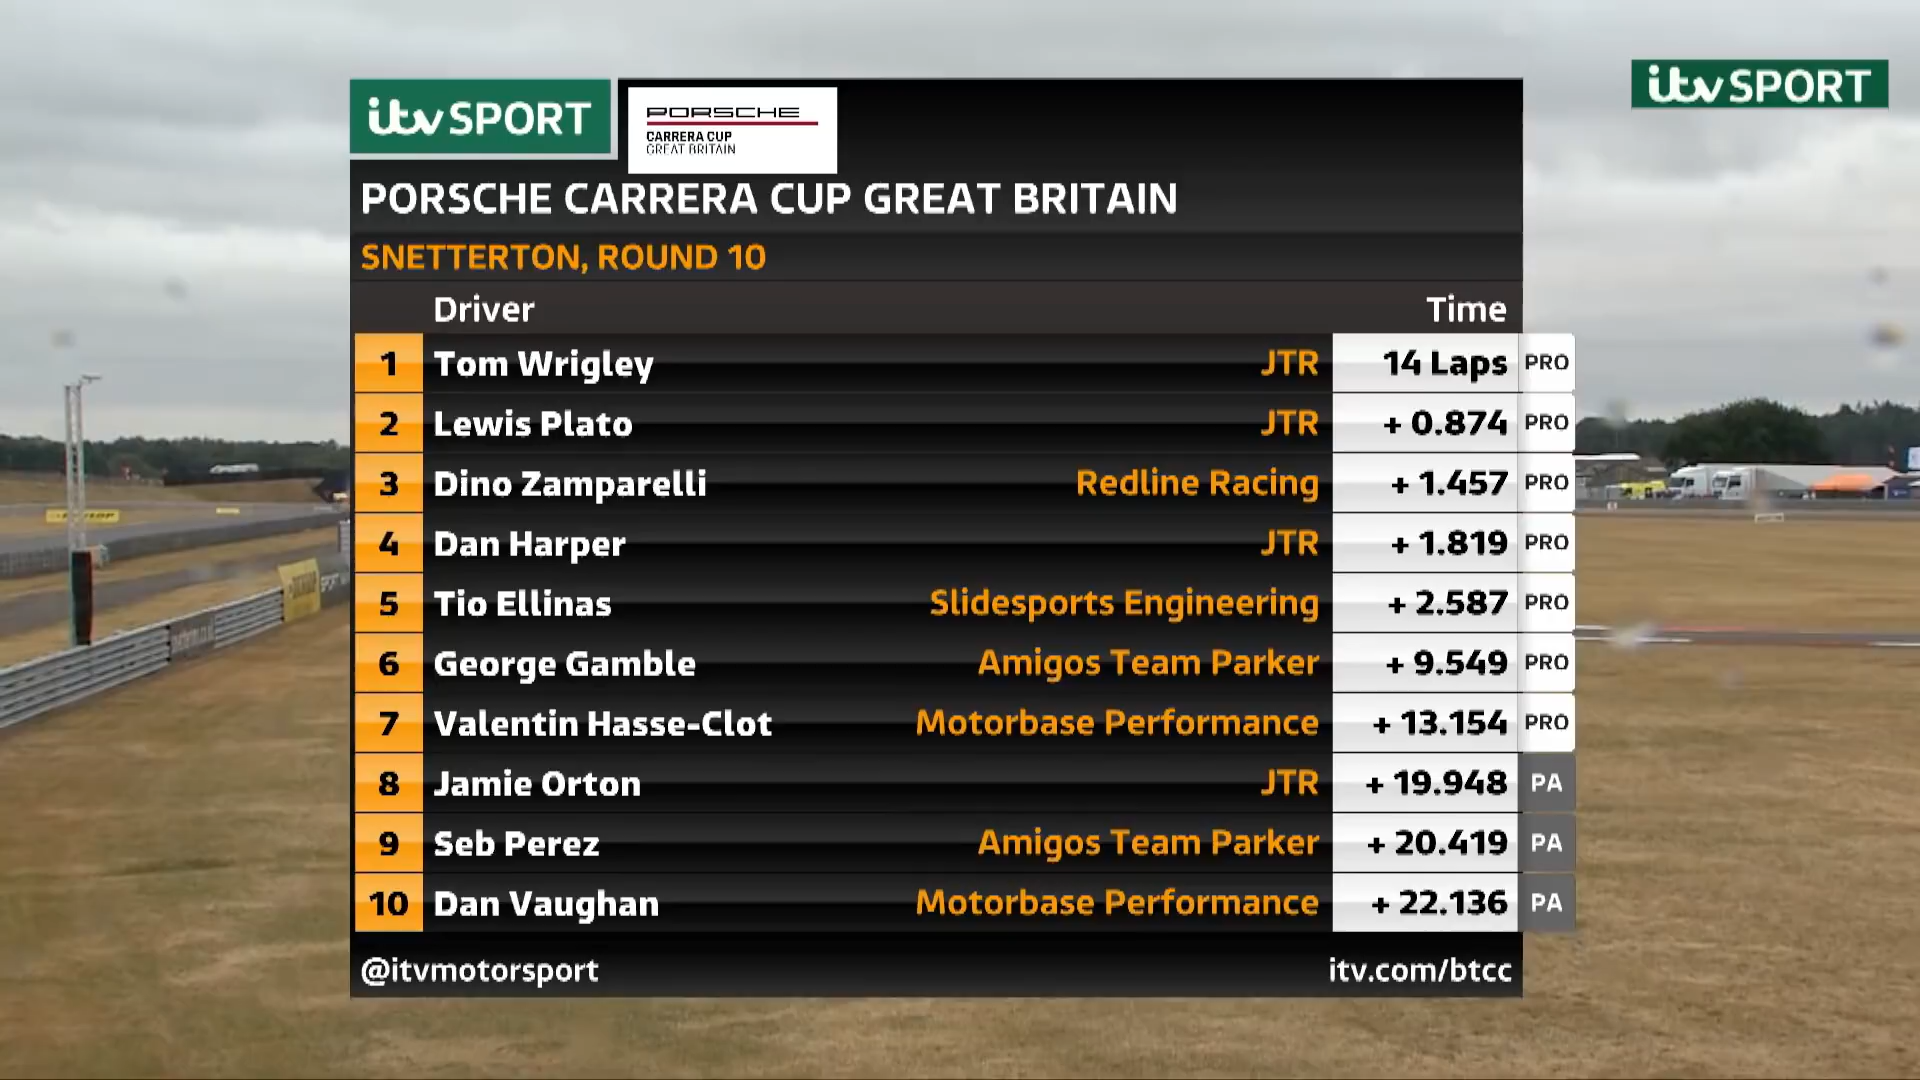 itv SPORT
PORSCHE
CARRERA CUP
GREAT BRITAIN
itv SPORT
PORSCHE CARRERA CUP GREAT BRITAIN
SNETTERTON, ROUND 10
Driver Time
1 Tom Wrigley JTR 14 Laps PRO
2 Lewis Plato JTR + 0.874 PRO
3 Dino Zamparelli Redline Racing + 1.457 PRO
4 Dan Harper JTR + 1.819 PRO
5 Tio Ellinas Slidesports Engineering + 2.587 PRO
6 George Gamble Amigos Team Parker + 9.549 PRO
7 Valentin Hasse-Clot Motorbase Performance + 13.154 PRO
8 Jamie Orton JTR + 19.948 PA
9 Seb Perez Amigos Team Parker + 20.419 PA
10 Dan Vaughan Motorbase Performance + 22.136 PA
@itvmotorsport itv.com/btcc